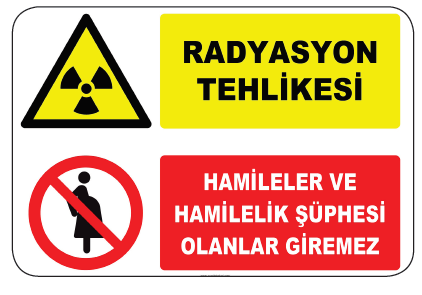 RADYASYON
TEHLİKESİ
HAMİLELER VE
HAMİLELİK ŞÜPHESİ
OLANLAR GİREMEZ